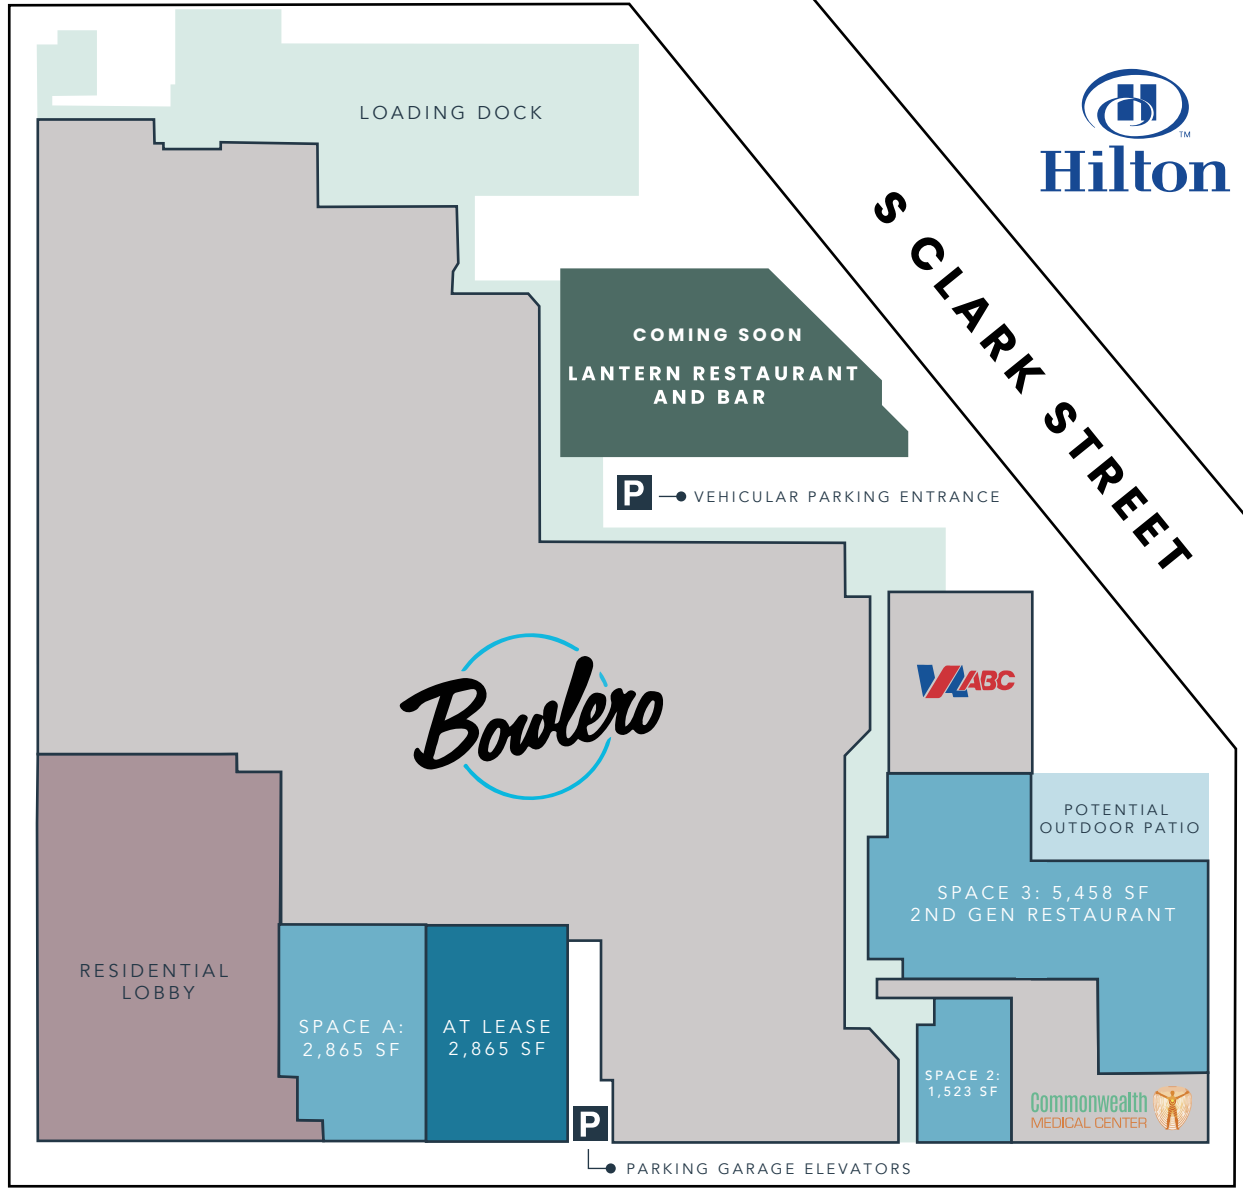 LOADING DOCK
Hilton
TM
S CLARK STREET
COMING SOON
LANTERN RESTAURANT
AND BAR
P
VEHICULAR PARKING ENTRANCE
Bowlero
VA ABC
POTENTIAL
OUTDOOR PATIO
SPACE 3: 5,458 SF
2ND GEN RESTAURANT
RESIDENTIAL
LOBBY
SPACE A:
2,865 SF
AT LEASE
2,865 SF
SPACE 2:
1,523 SF
Commonwealth
MEDICAL CENTER
P
PARKING GARAGE ELEVATORS